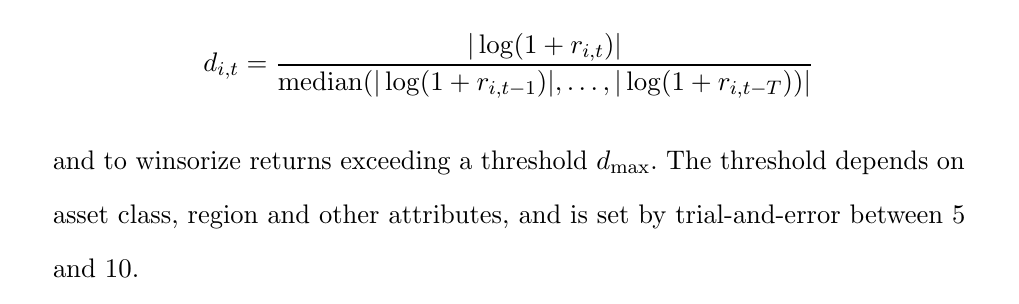 d_{i,t} = \frac{|\log(1 + r_{i,t})|}{\text{median}(|\log(1 + r_{i,t-1})|, \ldots, |\log(1 + r_{i,t-T}))|}
and to winsorize returns exceeding a threshold d_{\max}. The threshold depends on
asset class, region and other attributes, and is set by trial-and-error between 5
and 10.